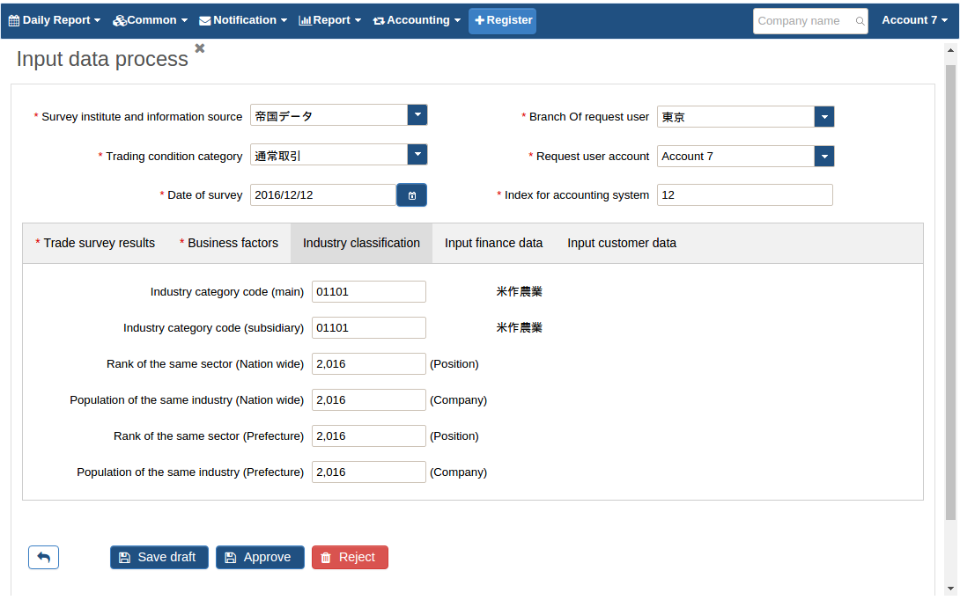 Daily Report Common Notification Report Accounting Register Company name Account 7
Input data process
* Survey institute and information source 帝国データ * Branch Of request user 東京
* Trading condition category 通常取引 * Request user account Account 7
* Date of survey 2016/12/12 * Index for accounting system 12
* Trade survey results * Business factors Industry classification Input finance data Input customer data
Industry category code (main) 01101 米作農業
Industry category code (subsidiary) 01101 米作農業
Rank of the same sector (Nation wide) 2,016 (Position)
Population of the same industry (Nation wide) 2,016 (Company)
Rank of the same sector (Prefecture) 2,016 (Position)
Population of the same industry (Prefecture) 2,016 (Company)
Save draft Approve Reject